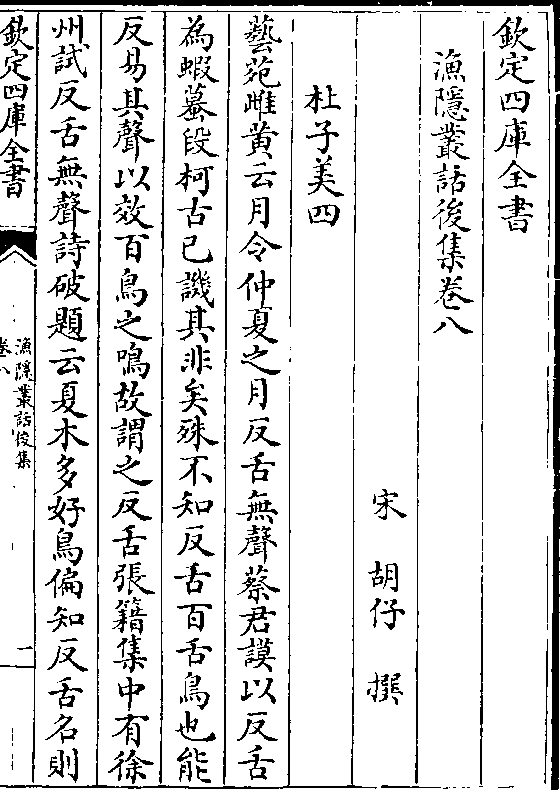 欽定四庫全書
漁隱叢話後集卷八
宋 胡仔 撰
杜子美四
藝苑雌黄云月令仲夏之月反舌無聲蔡君謨以反舌
為蝦蟇段柯古已譏其非矣殊不知反舌百舌鳥也能
反易其聲以效百鳥之鳴故謂之反舌張籍集中有徐
州試反舌無聲詩破題云夏木多好鳥偏知反舌名則
欽定四庫全書
漁隱叢話後集
卷八
一